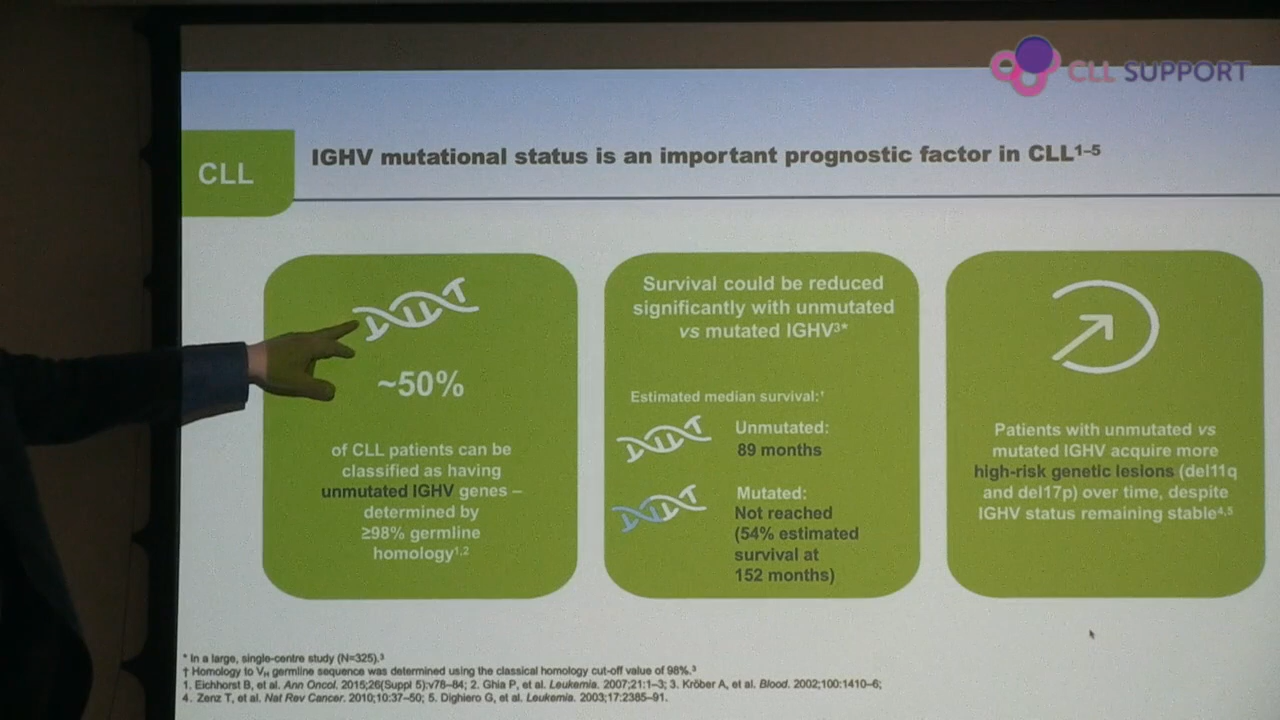 CLL SUPPORT
CLL
IGHV mutational status is an important prognostic factor in CLL¹⁻⁵
~50%
of CLL patients can be
classified as having
unmutated IGHV genes –
determined by
≥98% germline
homology¹,²
Survival could be reduced
significantly with unmutated
vs mutated IGHV³*
Estimated median survival:†
Unmutated:
89 months
Mutated:
Not reached
(54% estimated
survival at
152 months)
Patients with unmutated vs
mutated IGHV acquire more
high-risk genetic lesions (del11q
and del17p) over time, despite
IGHV status remaining stable⁴,⁵
* In a large, single-centre study (N=325).³
† Homology to VH germline sequence was determined using the classical homology cut-off value of 98%.³
1. Eichhorst B, et al. Ann Oncol. 2015;26(Suppl 5):v78–84; 2. Ghia P, et al. Leukemia. 2007;21:1–3; 3. Kröber A, et al. Blood. 2002;100:1410–6;
4. Zenz T, et al. Nat Rev Cancer. 2010;10:37–50; 5. Dighiero G, et al. Leukemia. 2003;17:2385–91.